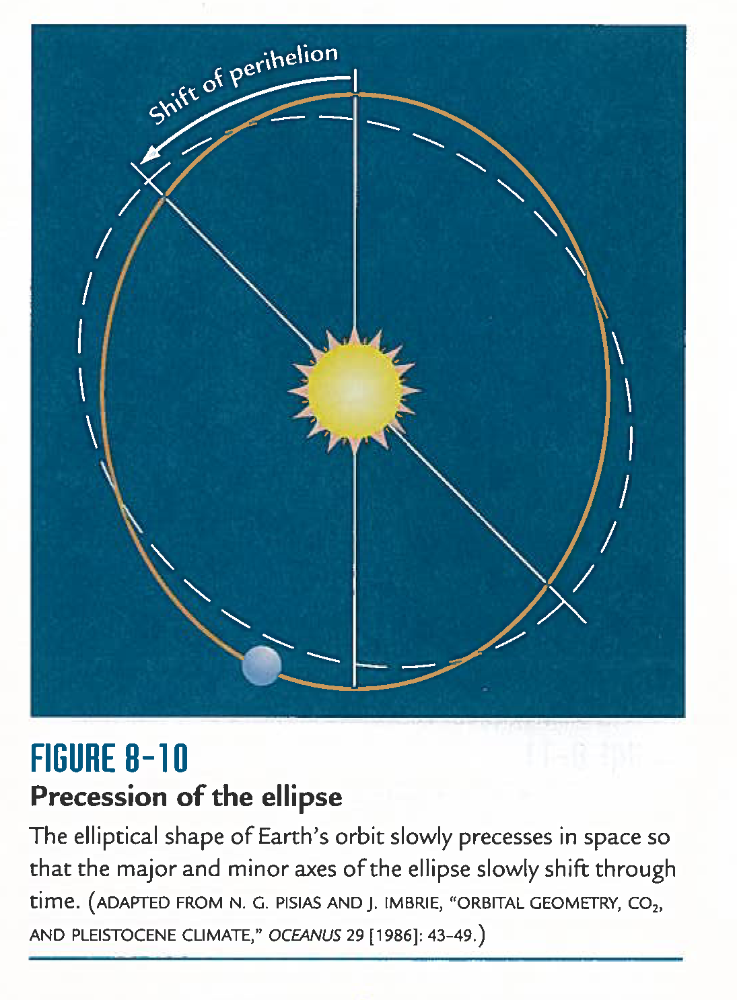 Shift of perihelion
FIGURE 8-10
Precession of the ellipse
The elliptical shape of Earth's orbit slowly precesses in space so
that the major and minor axes of the ellipse slowly shift through
time. (ADAPTED FROM N. G. PISIAS AND J. IMBRIE, “ORBITAL GEOMETRY, CO₂,
AND PLEISTOCENE CLIMATE,” OCEANUS 29 [1986]: 43–49.)